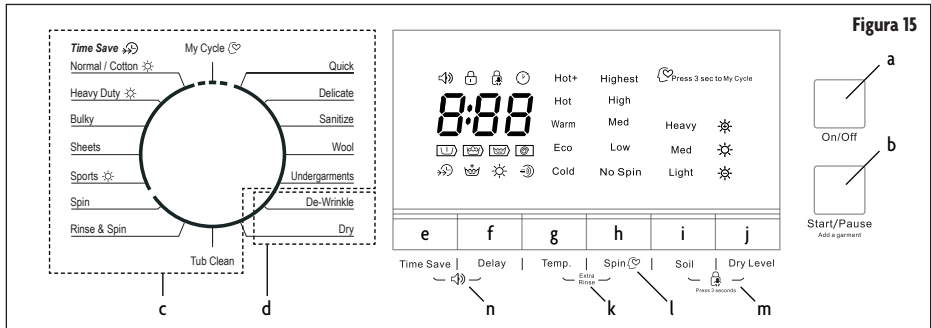 Figura 15
Time Save
My Cycle
Normal / Cotton
Quick
Heavy Duty
Delicate
Bulky
Sanitize
Sheets
Wool
Sports
Undergarments
Spin
De-Wrinkle
Rinse & Spin
Dry
Tub Clean
c
d
8:88
Hot+
Highest
Press 3 sec to My Cycle
Hot
High
Warm
Med
Heavy
Eco
Low
Med
Cold
No Spin
Light
e f g h i j
Time Save | Delay | Temp. | Spin | Soil | Dry Level
Extra
Rinse
Press 3 seconds
n k l m
a
On/Off
b
Start/Pause
Add a garment